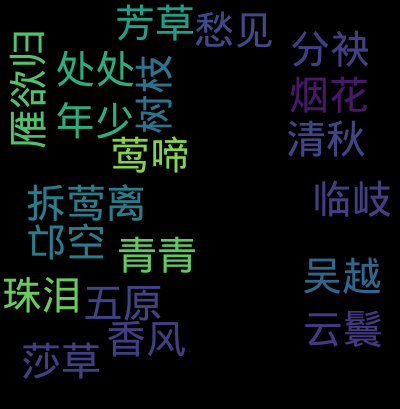 芳草
愁见
分袂
雁欲归
处处
树枝
烟花
年少
清秋
莺啼
拆莺离
临岐
邙空
青青
吴越
珠泪
五原
云鬟
香风
莎草